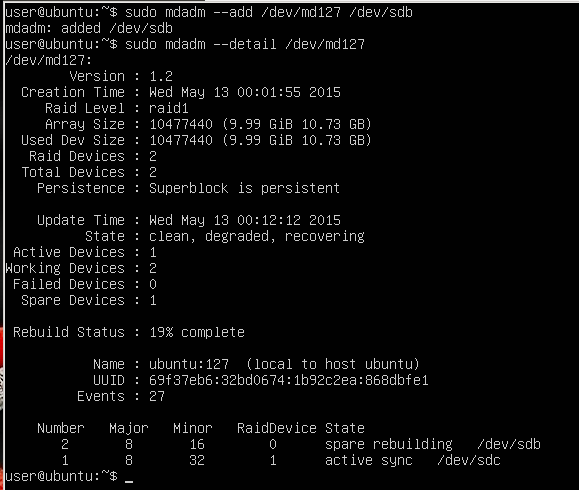 user@ubuntu:~$ sudo mdadm --add /dev/md127 /dev/sdb
mdadm: added /dev/sdb
user@ubuntu:~$ sudo mdadm --detail /dev/md127
/dev/md127:
Version : 1.2
Creation Time : Wed May 13 00:01:55 2015
Raid Level : raid1
Array Size : 10477440 (9.99 GiB 10.73 GB)
Used Dev Size : 10477440 (9.99 GiB 10.73 GB)
Raid Devices : 2
Total Devices : 2
Persistence : Superblock is persistent
Update Time : Wed May 13 00:12:12 2015
State : clean, degraded, recovering
Active Devices : 1
Working Devices : 2
Failed Devices : 0
Spare Devices : 1
Rebuild Status : 19% complete
Name : ubuntu:127  (local to host ubuntu)
UUID : 69f37eb6:32bd0674:1b92c2ea:868dbfe1
Events : 27
Number   Major   Minor   RaidDevice State
2       8       16        0      spare rebuilding   /dev/sdb
1       8       32        1      active sync   /dev/sdc
user@ubuntu:~$ _